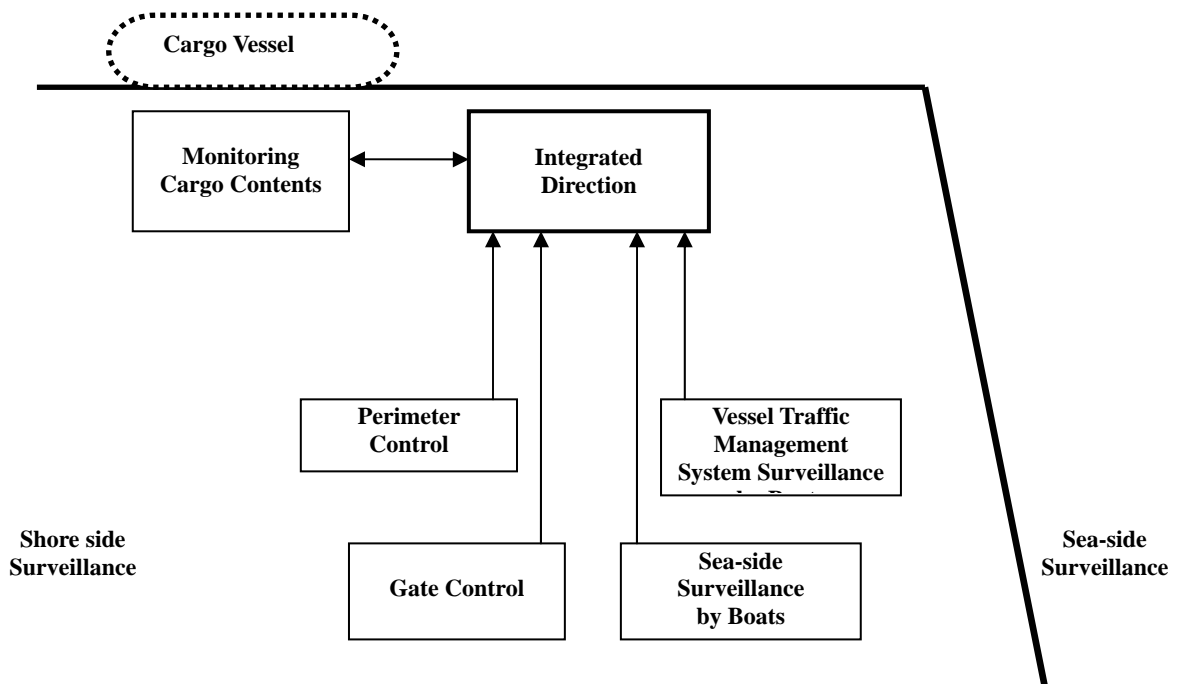 Cargo Vessel
Monitoring
Cargo Contents
Integrated
Direction
Perimeter
Control
Vessel Traffic
Management
System Surveillance
Shore side
Surveillance
Gate Control
Sea-side
Surveillance
by Boats
Sea-side
Surveillance